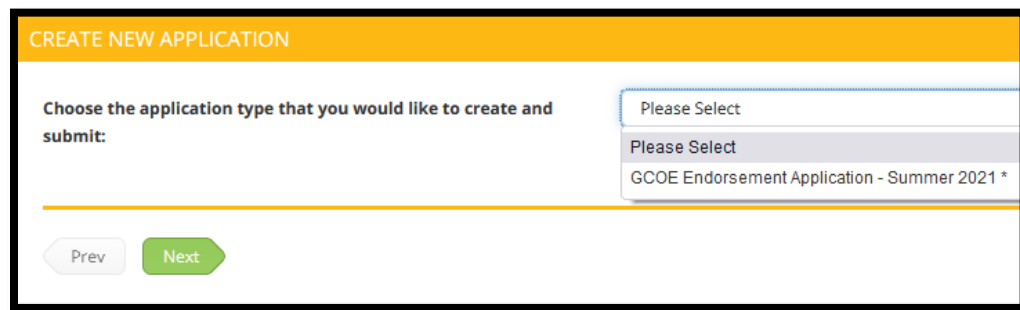 CREATE NEW APPLICATION
Choose the application type that you would like to create and
submit:
Please Select
Please Select
GCOE Endorsement Application - Summer 2021 *
Prev
Next